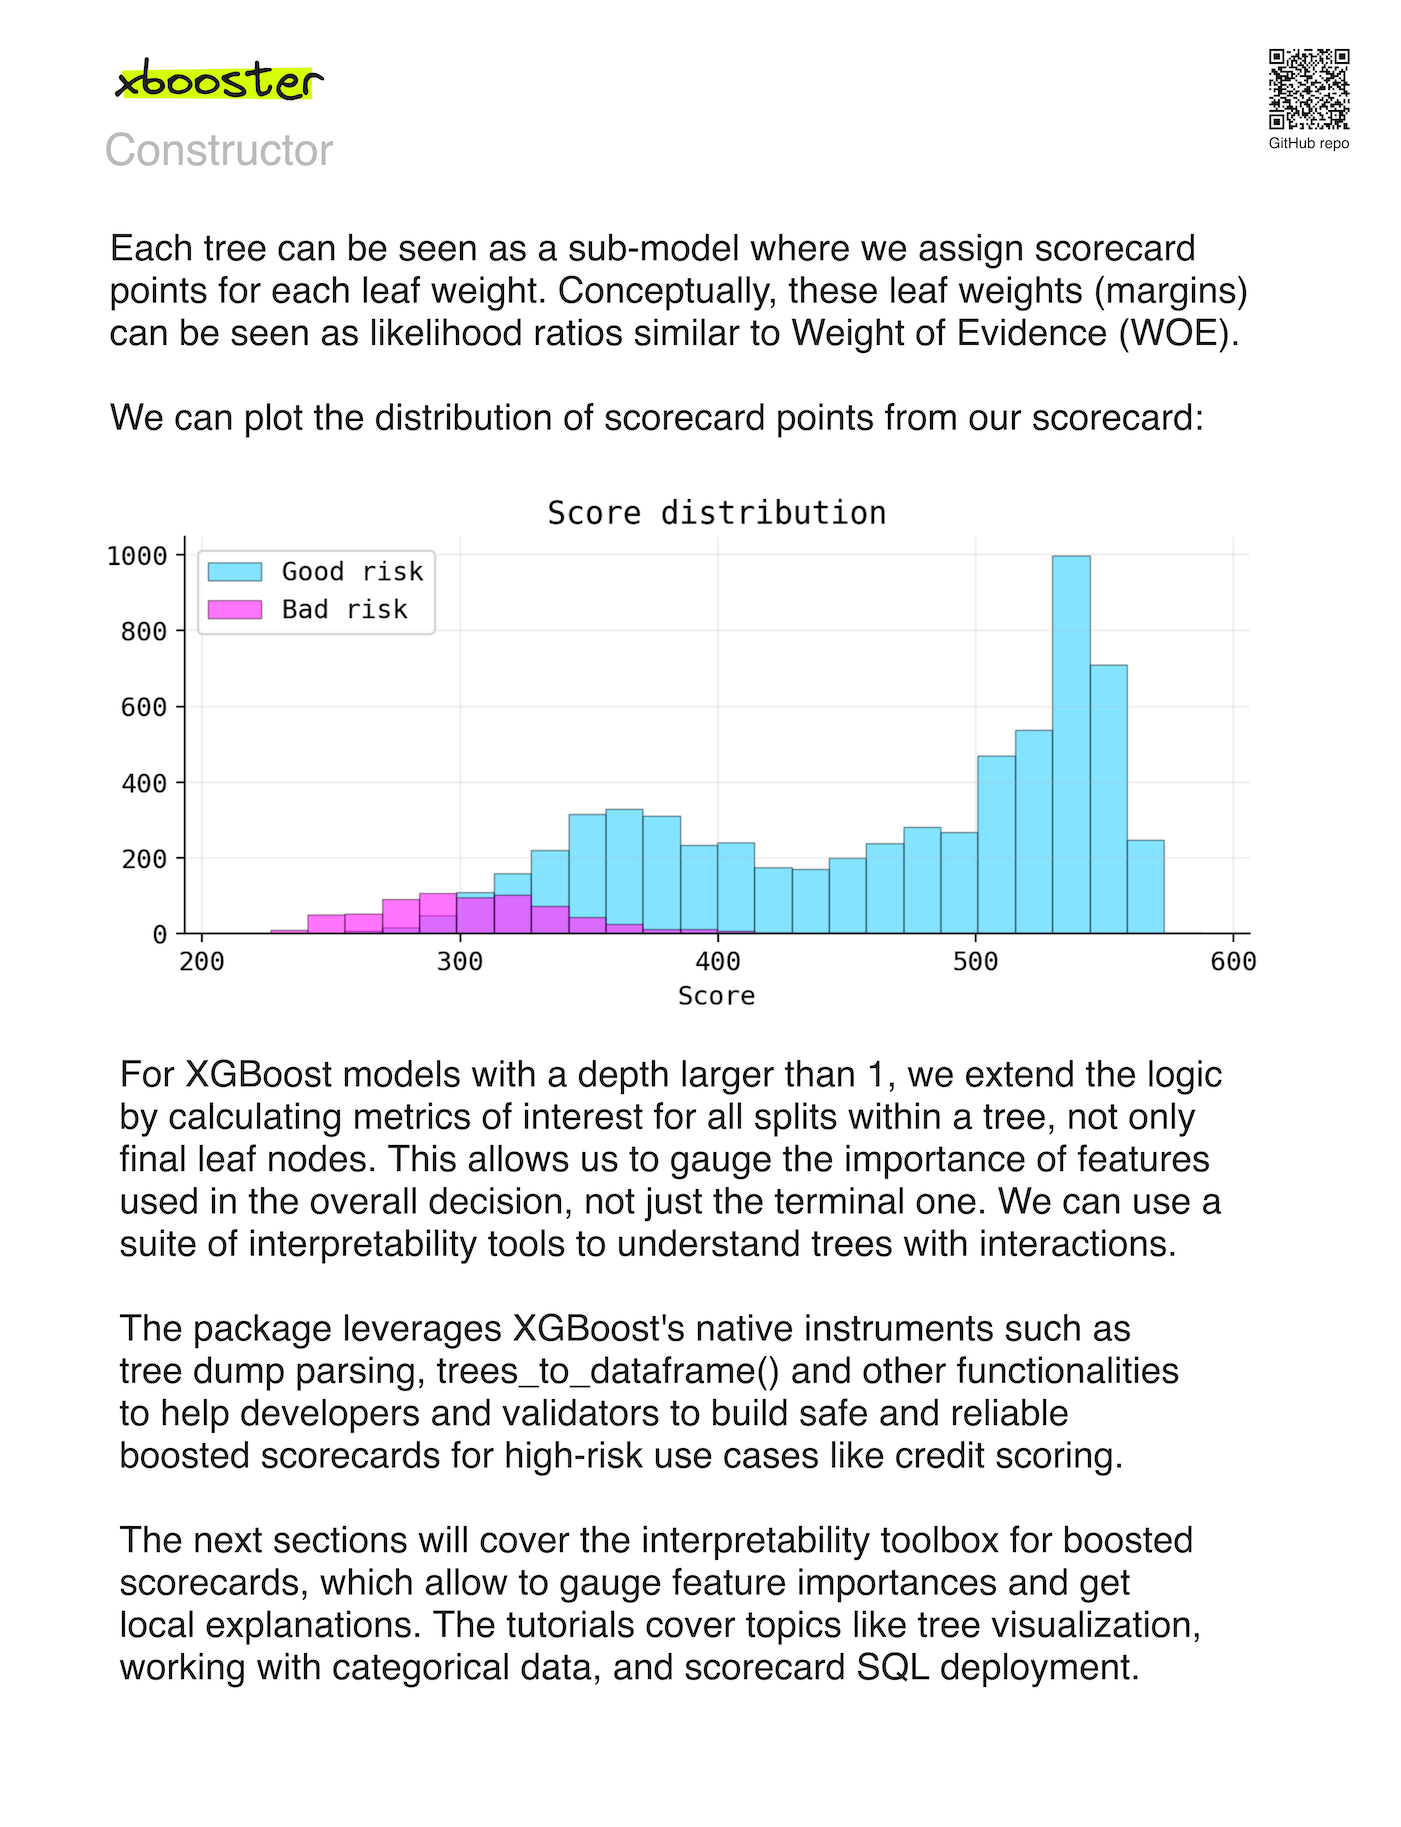 xbooster
GitHub repo
Constructor
Each tree can be seen as a sub-model where we assign scorecard
points for each leaf weight. Conceptually, these leaf weights (margins)
can be seen as likelihood ratios similar to Weight of Evidence (WOE).
We can plot the distribution of scorecard points from our scorecard:
Score distribution
Good risk
Bad risk
1000
800
600
400
200
0
200 300 400 500 600
Score
For XGBoost models with a depth larger than 1, we extend the logic
by calculating metrics of interest for all splits within a tree, not only
final leaf nodes. This allows us to gauge the importance of features
used in the overall decision, not just the terminal one. We can use a
suite of interpretability tools to understand trees with interactions.
The package leverages XGBoost's native instruments such as
tree dump parsing, trees_to_dataframe() and other functionalities
to help developers and validators to build safe and reliable
boosted scorecards for high-risk use cases like credit scoring.
The next sections will cover the interpretability toolbox for boosted
scorecards, which allow to gauge feature importances and get
local explanations. The tutorials cover topics like tree visualization,
working with categorical data, and scorecard SQL deployment.